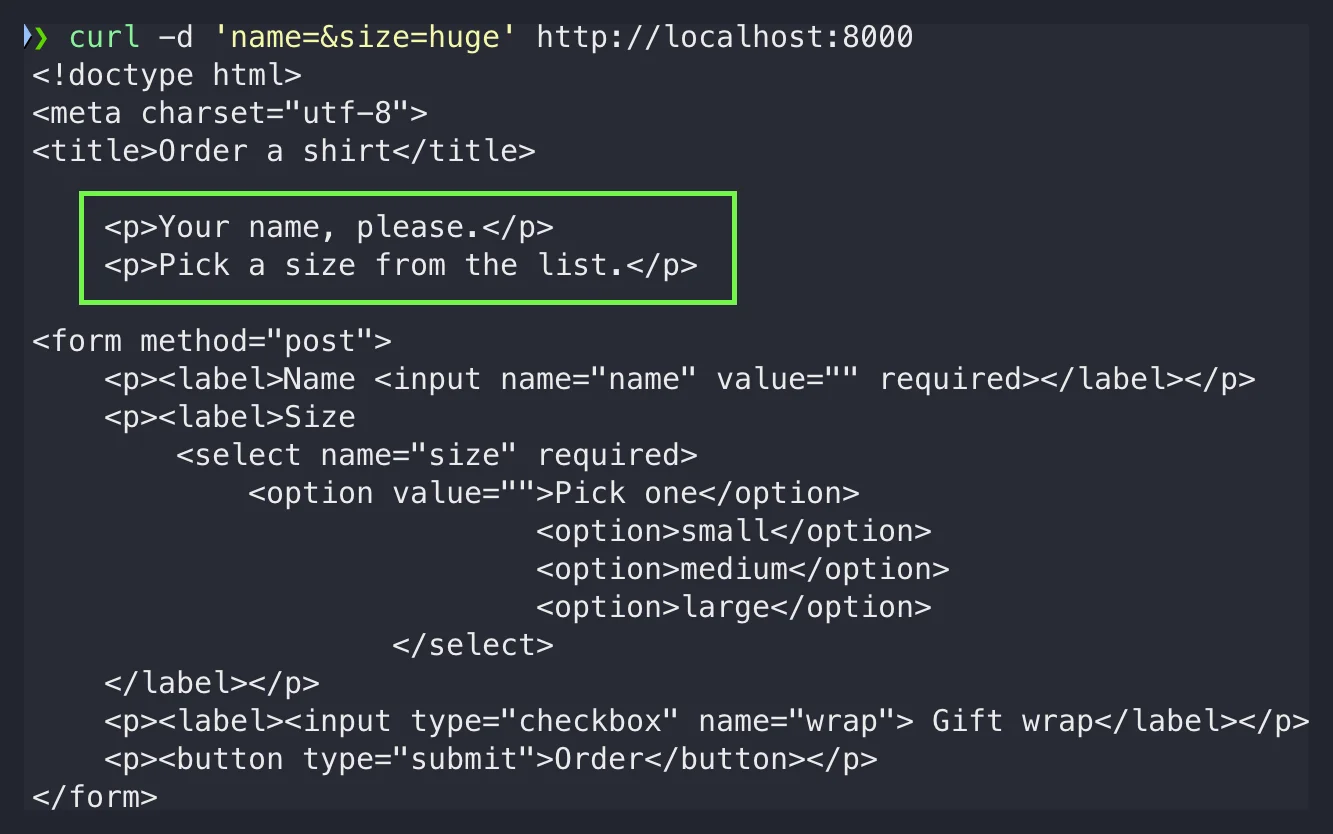 ❯ curl -d 'name=&size=huge' http://localhost:8000
<!doctype html>
<meta charset="utf-8">
<title>Order a shirt</title>
<p>Your name, please.</p>
<p>Pick a size from the list.</p>
<form method="post">
<p><label>Name <input name="name" value="" required></label></p>
<p><label>Size
<select name="size" required>
<option value="">Pick one</option>
<option>small</option>
<option>medium</option>
<option>large</option>
</select>
</label></p>
<p><label><input type="checkbox" name="wrap"> Gift wrap</label></p>
<p><button type="submit">Order</button></p>
</form>